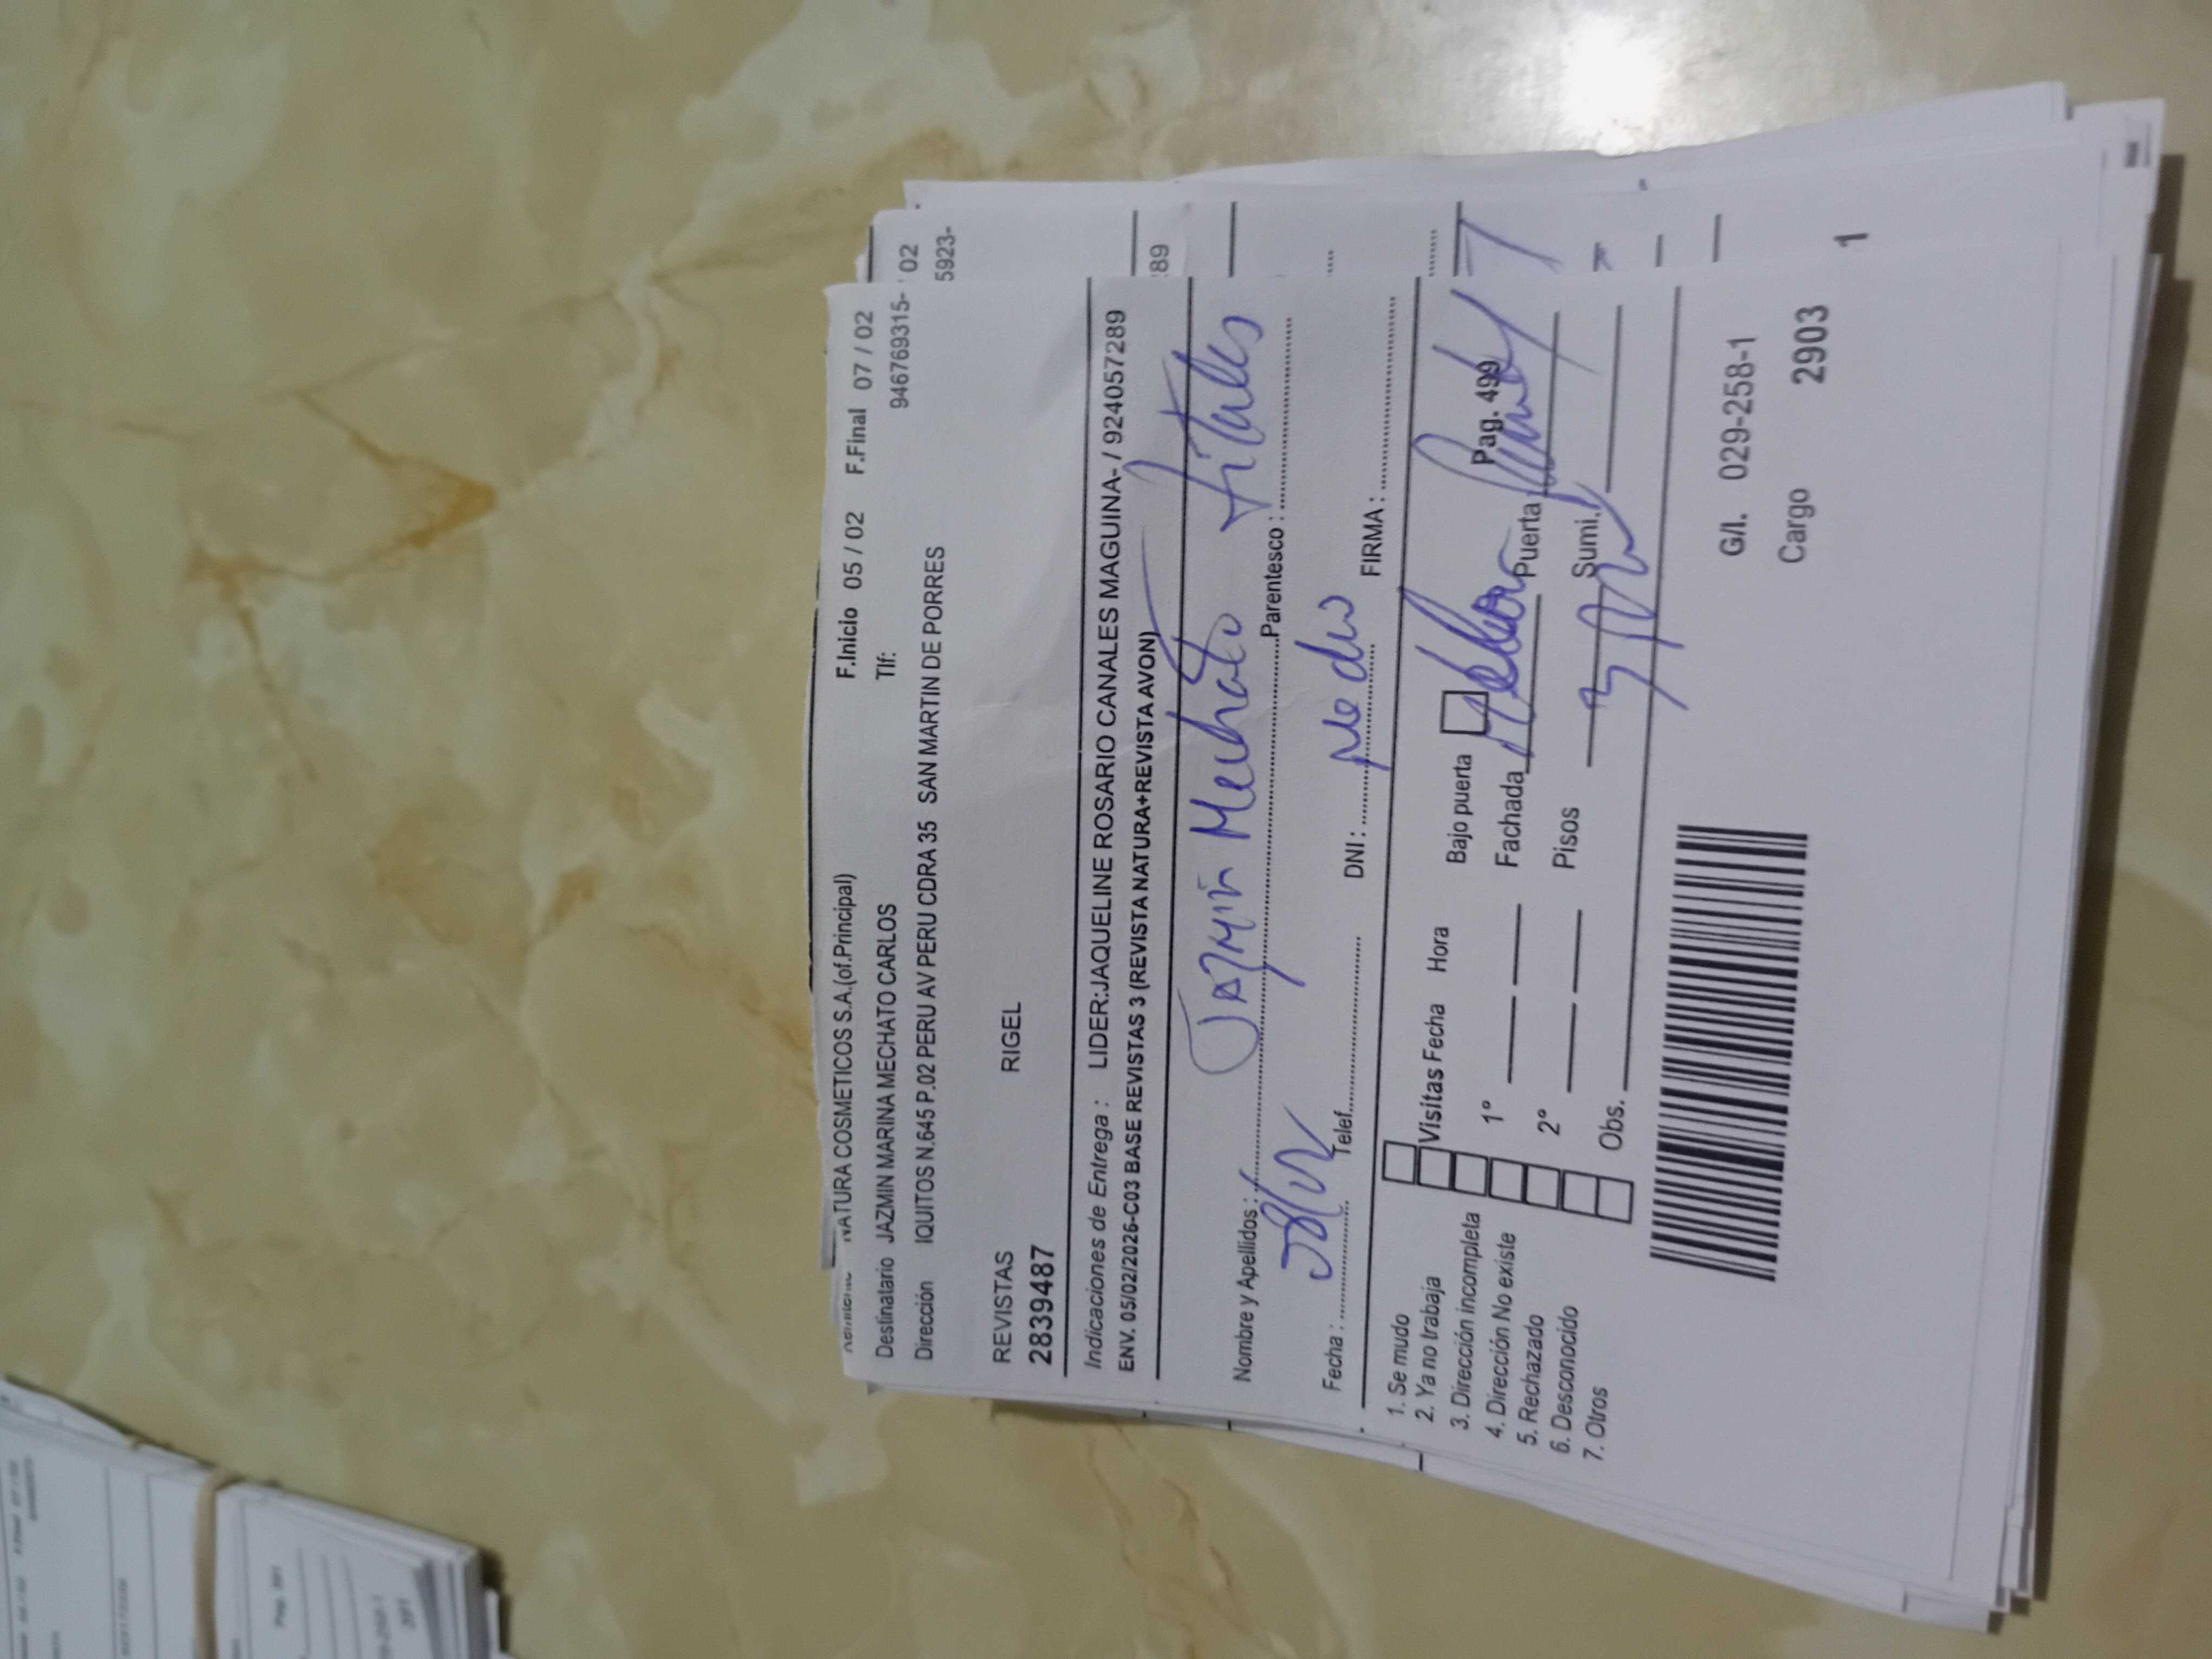 NATURA COSMETICOS S.A.(of.Principal) F.Inicio 05 / 02 F.Final 07 / 02
Destinatario JAZMIN MARINA MECHATO CARLOS Tlf: 946769315-
Dirección IQUITOS N.645 P.02 PERU AV PERU CDRA 35 SAN MARTIN DE PORRES
02
5923-
REVISTAS RIGEL
2839487
Indicaciones de Entrega : LIDER:JAQUELINE ROSARIO CANALES MAGUINA- / 924057289
ENV. 05/02/2026-C03 BASE REVISTAS 3 (REVISTA NATURA+REVISTA AVON)
89
Nombre y Apellidos : Jazmin Mechato Parentesco :
Fecha : Telef. DNI : FIRMA :
1. Se mudo
2. Ya no trabaja
3. Dirección incompleta
4. Dirección No existe
5. Rechazado
6. Desconocido
7. Otros
Visitas Fecha Hora
1º
2º
Obs.
Bajo puerta Pag. 499
Fachada Puerta
Pisos Sumi.
G/I. 029-258-1
Cargo 2903
1